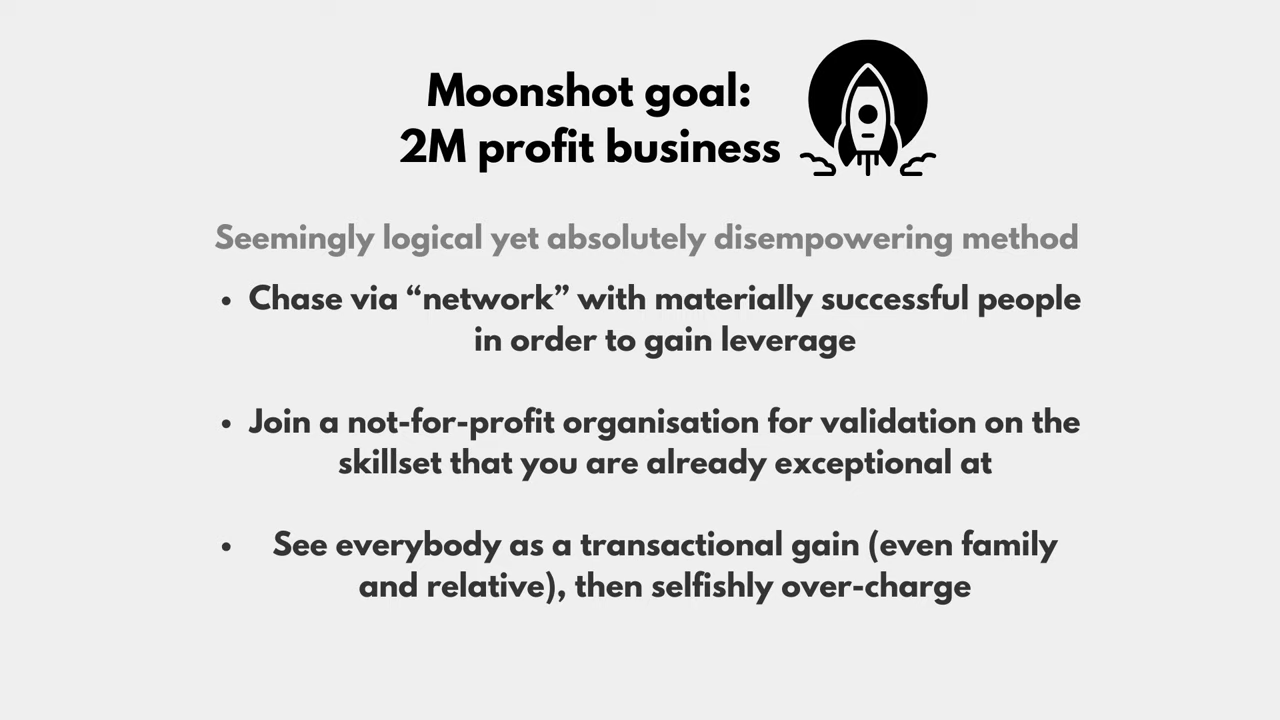 Moonshot goal:
2M profit business
Seemingly logical yet absolutely disempowering method
• Chase via “network” with materially successful people
in order to gain leverage
• Join a not-for-profit organisation for validation on the
skillset that you are already exceptional at
• See everybody as a transactional gain (even family
and relative), then selfishly over-charge